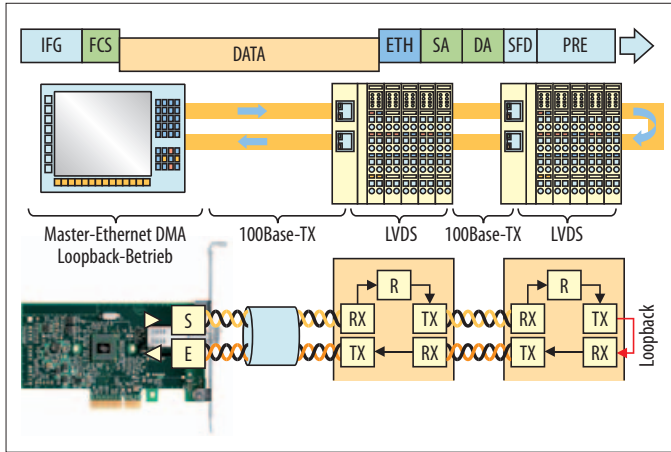 IFG FCS DATA ETH SA DA SFD PRE
Master-Ethernet DMA
Loopback-Betrieb
100Base-TX
LVDS
100Base-TX
LVDS
S
E
RX
R
TX
TX
RX
RX
R
TX
TX
RX
Loopback